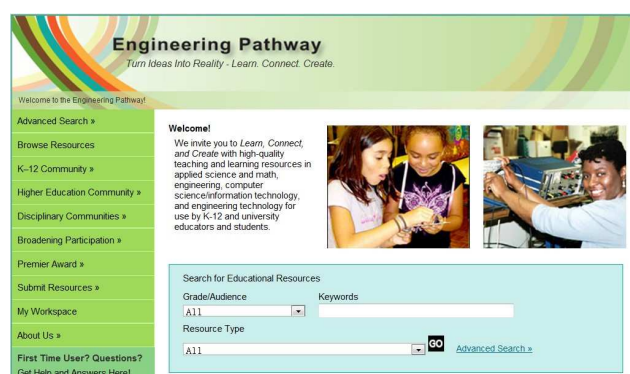 Engineering Pathway
Turn Ideas Into Reality - Learn. Connect. Create.
Welcome to the Engineering Pathway!
Advanced Search »
Browse Resources
K–12 Community »
Higher Education Community »
Disciplinary Communities »
Broadening Participation »
Premier Award »
Submit Resources »
My Workspace
About Us »
First Time User? Questions?
Get Help and Answers Here!
Welcome!
We invite you to Learn, Connect,
and Create with high-quality
teaching and learning resources in
applied science and math,
engineering, computer
science/information technology,
and engineering technology for
use by K-12 and university
educators and students.
Search for Educational Resources
Grade/Audience
Keywords
All
Resource Type
All
GO
Advanced Search »